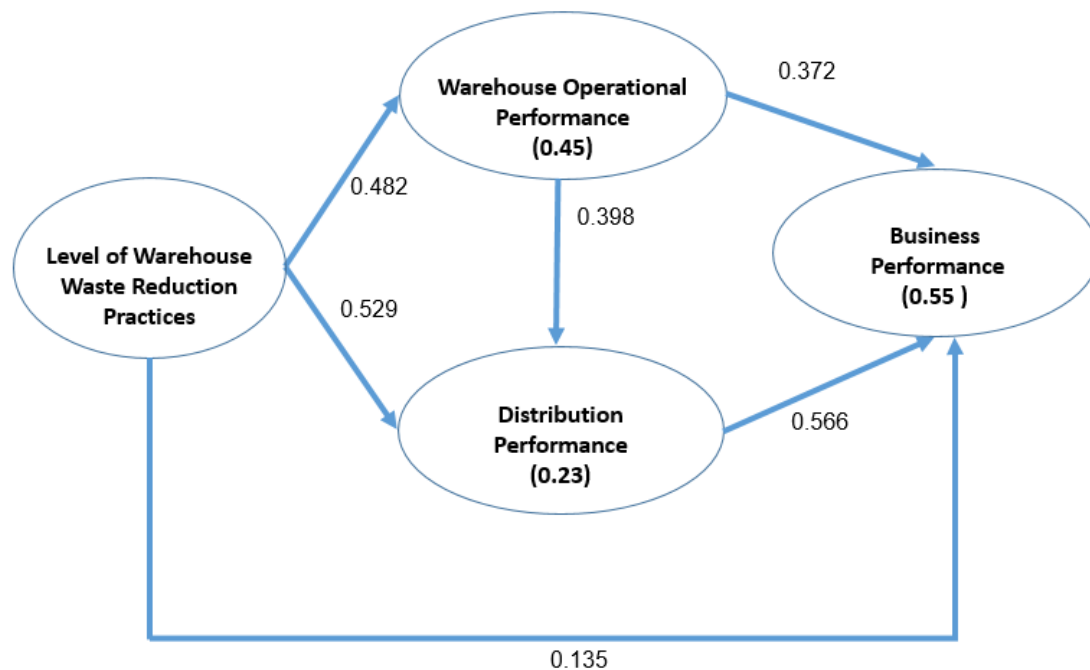 Warehouse Operational
Performance
(0.45)
0.372
0.482
0.398
Level of Warehouse
Waste Reduction
Practices
Business
Performance
(0.55 )
0.529
Distribution
Performance
(0.23)
0.566
0.135